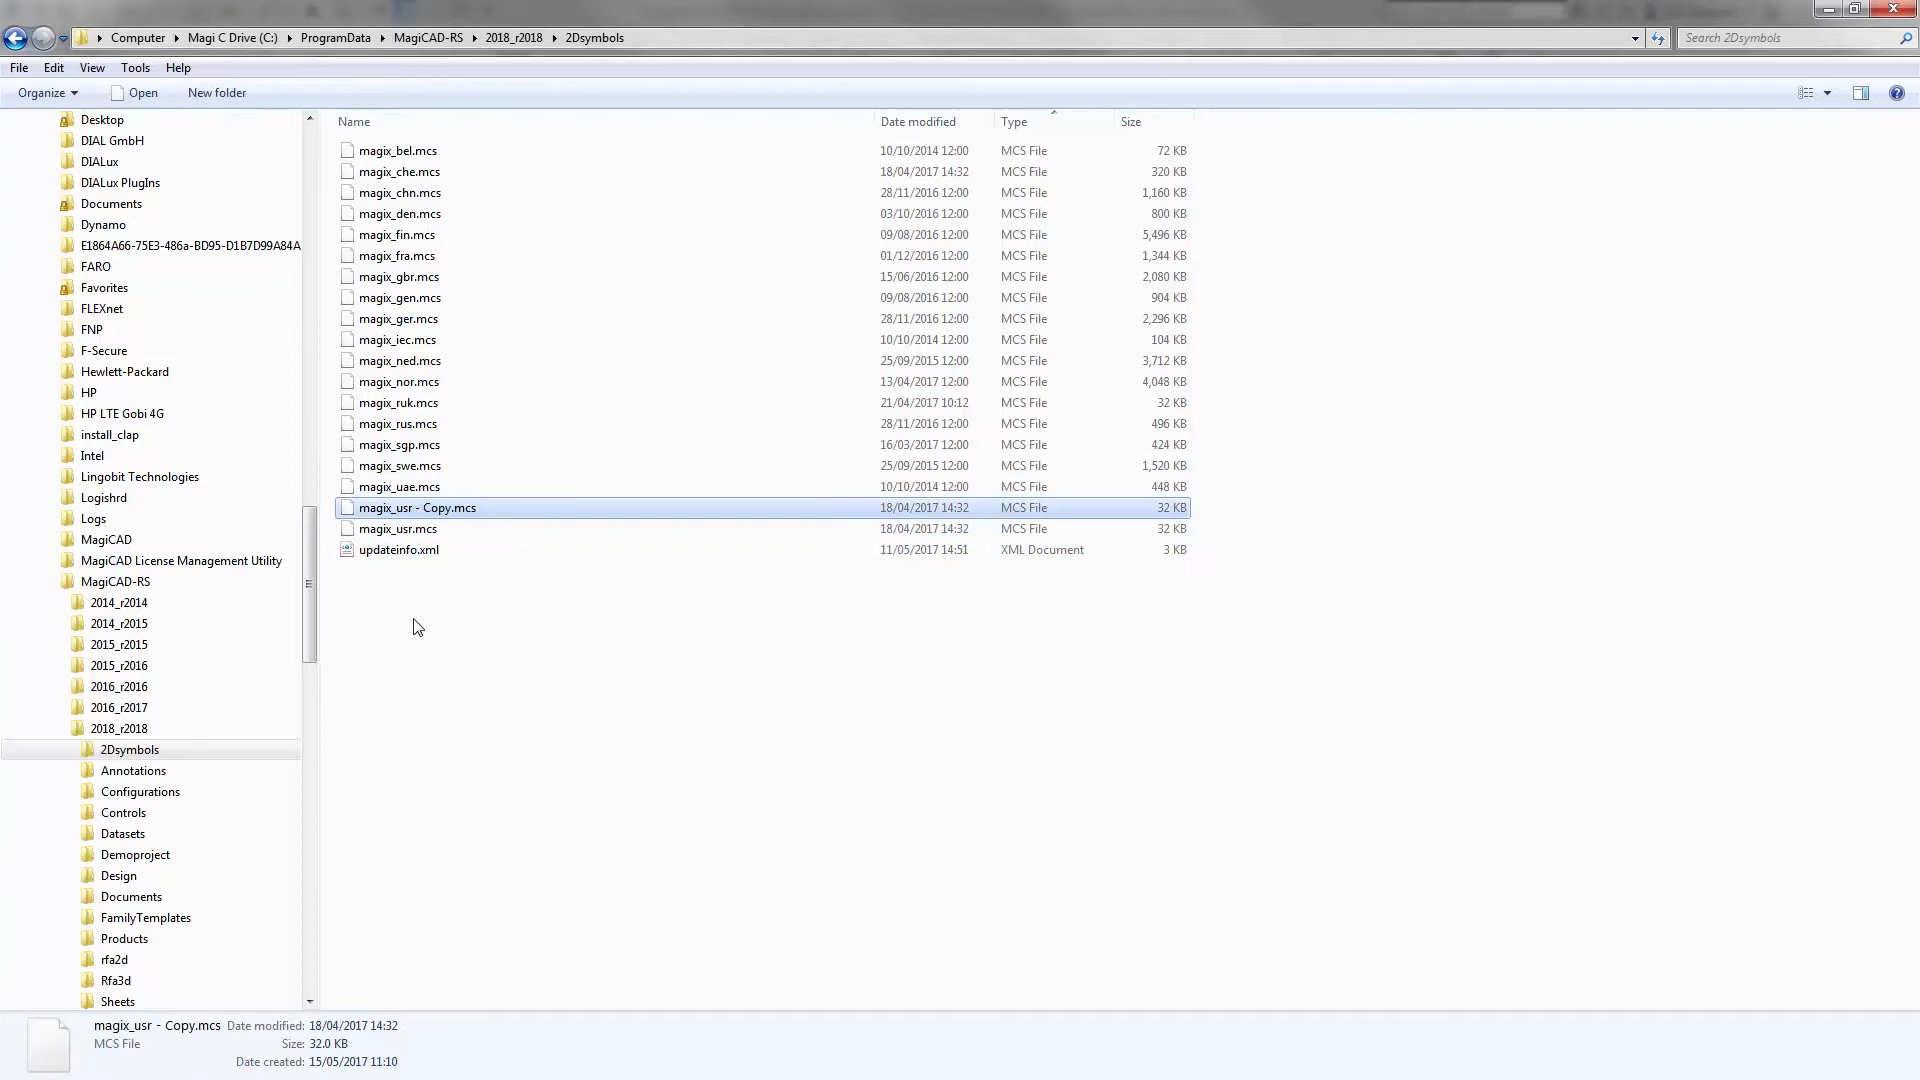 Computer Magi C Drive (C:) ProgramData MagiCAD-RS 2018_r2018 2Dsymbols Search 2Dsymbols
File Edit View Tools Help
Organize Open New folder
Desktop
DIAL GmbH
DIALux
DIALux PlugIns
Documents
Dynamo
E1864A66-75E3-486a-BD95-D1B7D99A84A
FARO
Favorites
FLEXnet
FNP
F-Secure
Hewlett-Packard
HP
HP LTE Gobi 4G
install_clap
Intel
Lingobit Technologies
Logishrd
Logs
MagiCAD
MagiCAD License Management Utility
MagiCAD-RS
2014_r2014
2014_r2015
2015_r2015
2015_r2016
2016_r2016
2016_r2017
2018_r2018
2Dsymbols
Annotations
Configurations
Controls
Datasets
Demoproject
Design
Documents
FamilyTemplates
Products
rfa2d
Rfa3d
Sheets
Name Date modified Type Size
magix_bel.mcs 10/10/2014 12:00 MCS File 72 KB
magix_che.mcs 18/04/2017 14:32 MCS File 320 KB
magix_chn.mcs 28/11/2016 12:00 MCS File 1,160 KB
magix_den.mcs 03/10/2016 12:00 MCS File 800 KB
magix_fin.mcs 09/08/2016 12:00 MCS File 5,496 KB
magix_fra.mcs 01/12/2016 12:00 MCS File 1,344 KB
magix_gbr.mcs 15/06/2016 12:00 MCS File 2,080 KB
magix_gen.mcs 09/08/2016 12:00 MCS File 904 KB
magix_ger.mcs 28/11/2016 12:00 MCS File 2,296 KB
magix_iec.mcs 10/10/2014 12:00 MCS File 104 KB
magix_ned.mcs 25/09/2015 12:00 MCS File 3,712 KB
magix_nor.mcs 13/04/2017 12:00 MCS File 4,048 KB
magix_ruk.mcs 21/04/2017 10:12 MCS File 32 KB
magix_rus.mcs 28/11/2016 12:00 MCS File 496 KB
magix_sgp.mcs 16/03/2017 12:00 MCS File 424 KB
magix_swe.mcs 25/09/2015 12:00 MCS File 1,520 KB
magix_uae.mcs 10/10/2014 12:00 MCS File 448 KB
magix_usr - Copy.mcs 18/04/2017 14:32 MCS File 32 KB
magix_usr.mcs 18/04/2017 14:32 MCS File 32 KB
updateinfo.xml 11/05/2017 14:51 XML Document 3 KB
magix_usr - Copy.mcs Date modified: 18/04/2017 14:32
MCS File Size: 32.0 KB
Date created: 15/05/2017 11:10